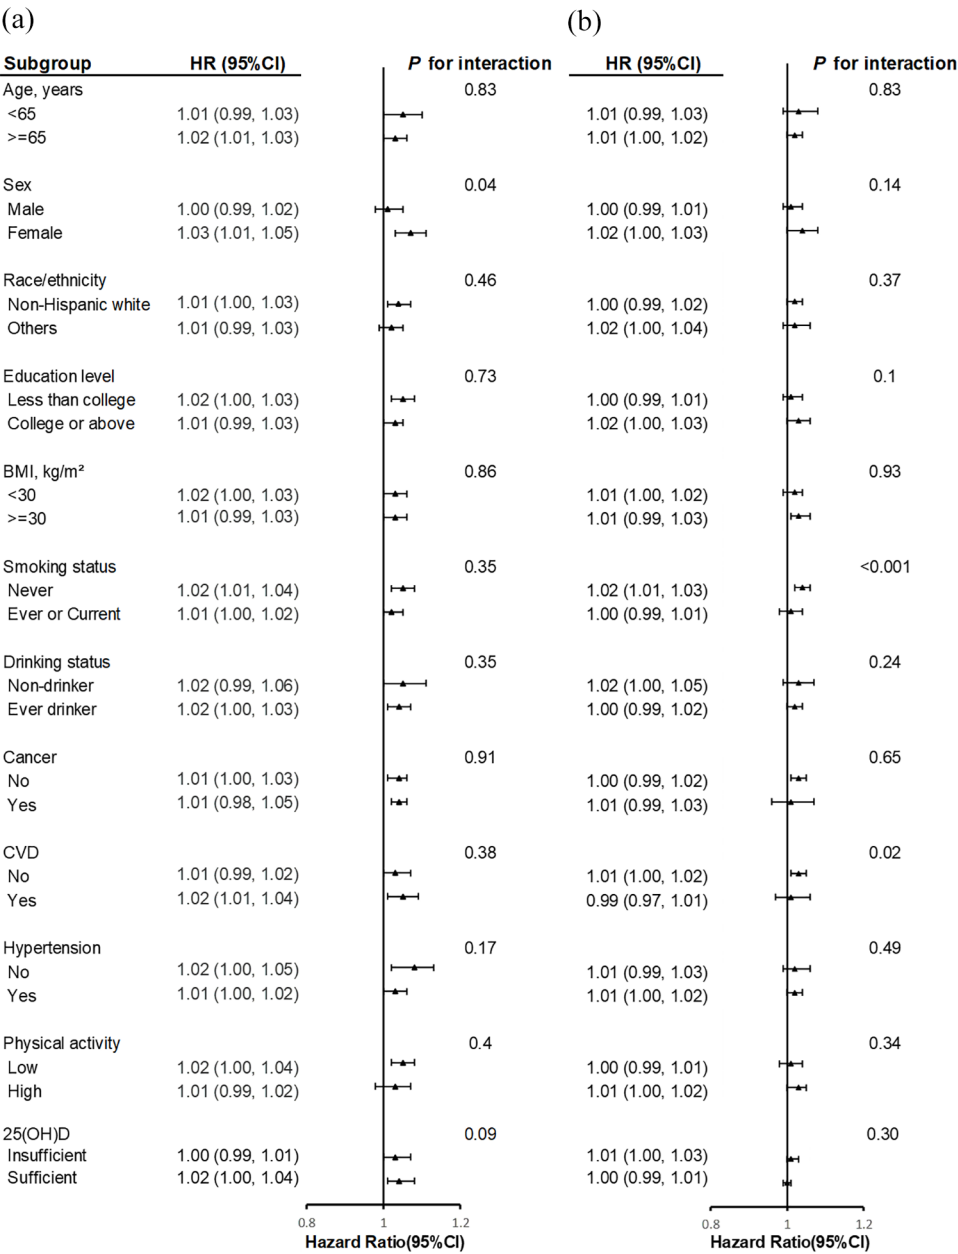 (a) (b)
Subgroup HR (95%CI) P for interaction HR (95%CI) P for interaction
Age, years 0.83 0.83
<65 1.01 (0.99, 1.03) 1.01 (0.99, 1.03)
>=65 1.02 (1.01, 1.03) 1.01 (1.00, 1.02)
Sex 0.04 0.14
Male 1.00 (0.99, 1.02) 1.00 (0.99, 1.01)
Female 1.03 (1.01, 1.05) 1.02 (1.00, 1.03)
Race/ethnicity 0.46 0.37
Non-Hispanic white 1.01 (1.00, 1.03) 1.00 (0.99, 1.02)
Others 1.01 (0.99, 1.03) 1.02 (1.00, 1.04)
Education level 0.73 0.1
Less than college 1.02 (1.00, 1.03) 1.00 (0.99, 1.01)
College or above 1.01 (0.99, 1.03) 1.02 (1.00, 1.03)
BMI, kg/m² 0.86 0.93
<30 1.02 (1.00, 1.03) 1.01 (1.00, 1.02)
>=30 1.01 (0.99, 1.03) 1.01 (0.99, 1.03)
Smoking status 0.35 <0.001
Never 1.02 (1.01, 1.04) 1.02 (1.01, 1.03)
Ever or Current 1.01 (1.00, 1.02) 1.00 (0.99, 1.01)
Drinking status 0.35 0.24
Non-drinker 1.02 (0.99, 1.06) 1.02 (1.00, 1.05)
Ever drinker 1.02 (1.00, 1.03) 1.00 (0.99, 1.02)
Cancer 0.91 0.65
No 1.01 (1.00, 1.03) 1.00 (0.99, 1.02)
Yes 1.01 (0.98, 1.05) 1.01 (0.99, 1.03)
CVD 0.38 0.02
No 1.01 (0.99, 1.02) 1.01 (1.00, 1.02)
Yes 1.02 (1.01, 1.04) 0.99 (0.97, 1.01)
Hypertension 0.17 0.49
No 1.02 (1.00, 1.05) 1.01 (0.99, 1.03)
Yes 1.01 (1.00, 1.02) 1.01 (1.00, 1.02)
Physical activity 0.4 0.34
Low 1.02 (1.00, 1.04) 1.00 (0.99, 1.01)
High 1.01 (0.99, 1.02) 1.01 (1.00, 1.02)
25(OH)D 0.09 0.30
Insufficient 1.00 (0.99, 1.01) 1.01 (1.00, 1.03)
Sufficient 1.02 (1.00, 1.04) 1.00 (0.99, 1.01)
0.8 1 1.2 0.8 1 1.2
Hazard Ratio(95%CI) Hazard Ratio(95%CI)